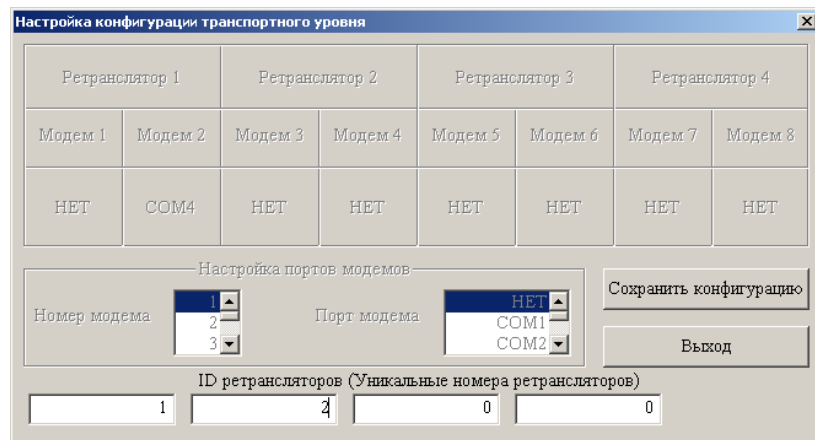 Настройка конфигурации транспортного уровня
Ретранслятор 1 Ретранслятор 2 Ретранслятор 3 Ретранслятор 4
Модем 1 Модем 2 Модем 3 Модем 4 Модем 5 Модем 6 Модем 7 Модем 8
НЕТ COM4 НЕТ НЕТ НЕТ НЕТ НЕТ НЕТ
Настройка портов модемов
Номер модема
1
2
3
Порт модема
НЕТ
COM1
COM2
Сохранить конфигурацию
Выход
ID ретрансляторов (Уникальные номера ретрансляторов)
1 2 0 0